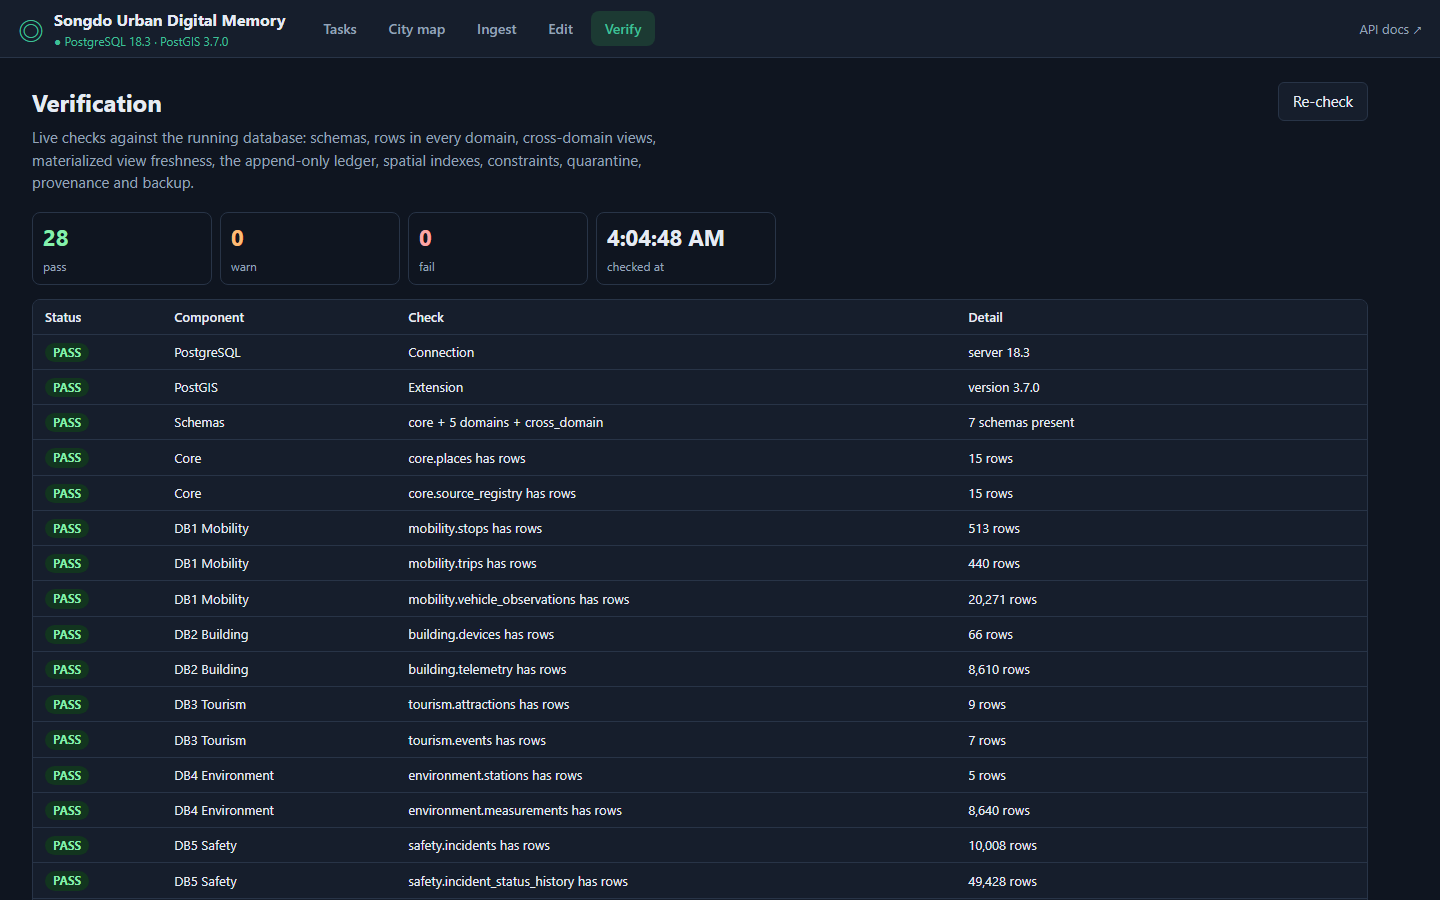 Songdo Urban Digital Memory
● PostgreSQL 18.3 · PostGIS 3.7.0
Tasks
City map
Ingest
Edit
Verify
API docs ↗
Verification
Re-check
Live checks against the running database: schemas, rows in every domain, cross-domain views,
materialized view freshness, the append-only ledger, spatial indexes, constraints, quarantine,
provenance and backup.
28
pass
0
warn
0
fail
4:04:48 AM
checked at
Status Component Check Detail
PASS PostgreSQL Connection server 18.3
PASS PostGIS Extension version 3.7.0
PASS Schemas core + 5 domains + cross_domain 7 schemas present
PASS Core core.places has rows 15 rows
PASS Core core.source_registry has rows 15 rows
PASS DB1 Mobility mobility.stops has rows 513 rows
PASS DB1 Mobility mobility.trips has rows 440 rows
PASS DB1 Mobility mobility.vehicle_observations has rows 20,271 rows
PASS DB2 Building building.devices has rows 66 rows
PASS DB2 Building building.telemetry has rows 8,610 rows
PASS DB3 Tourism tourism.attractions has rows 9 rows
PASS DB3 Tourism tourism.events has rows 7 rows
PASS DB4 Environment environment.stations has rows 5 rows
PASS DB4 Environment environment.measurements has rows 8,640 rows
PASS DB5 Safety safety.incidents has rows 10,008 rows
PASS DB5 Safety safety.incident_status_history has rows 49,428 rows